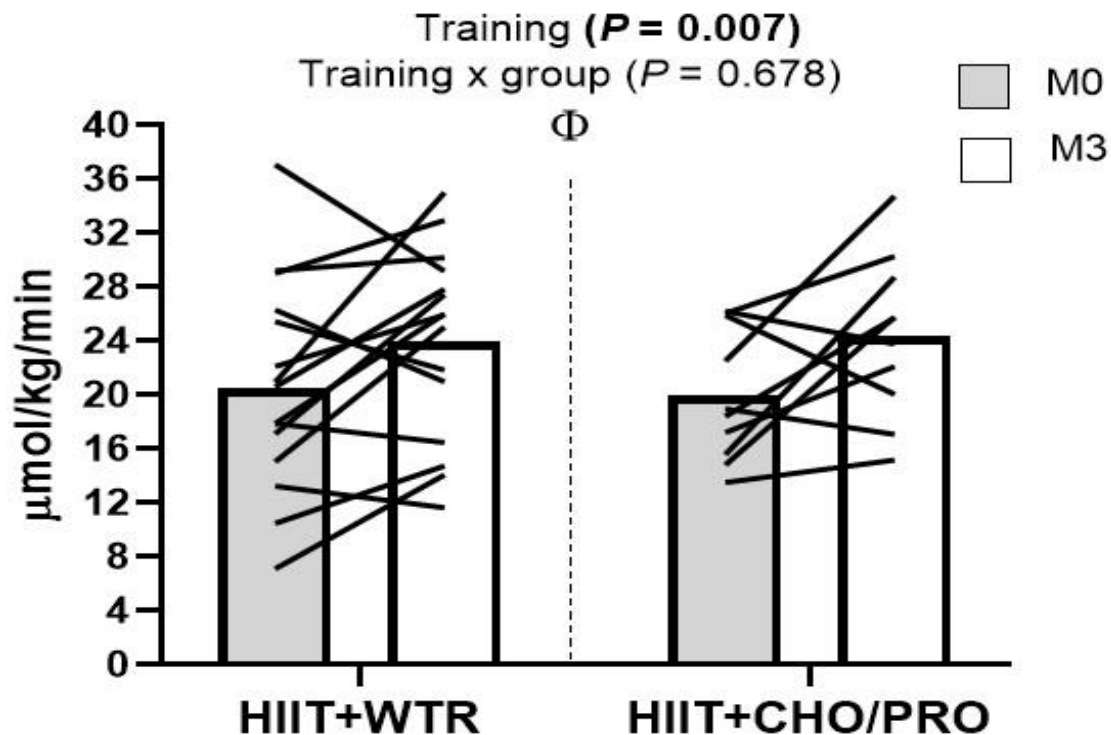 Training (P = 0.007)
Training x group (P = 0.678)
Φ
M0
M3
μmol/kg/min
40
36
32
28
24
20
16
12
8
4
0
HIIT+WTR
HIIT+CHO/PRO